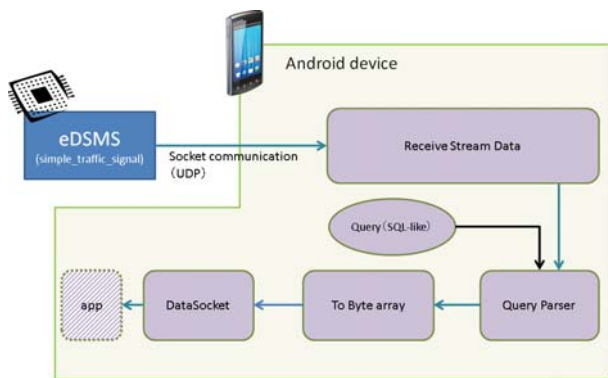 Android device
eDSMS
(simple_traffic_signal)
Socket communication
（UDP）
Receive Stream Data
Query（SQL-like）
app
DataSocket
To Byte array
Query Parser